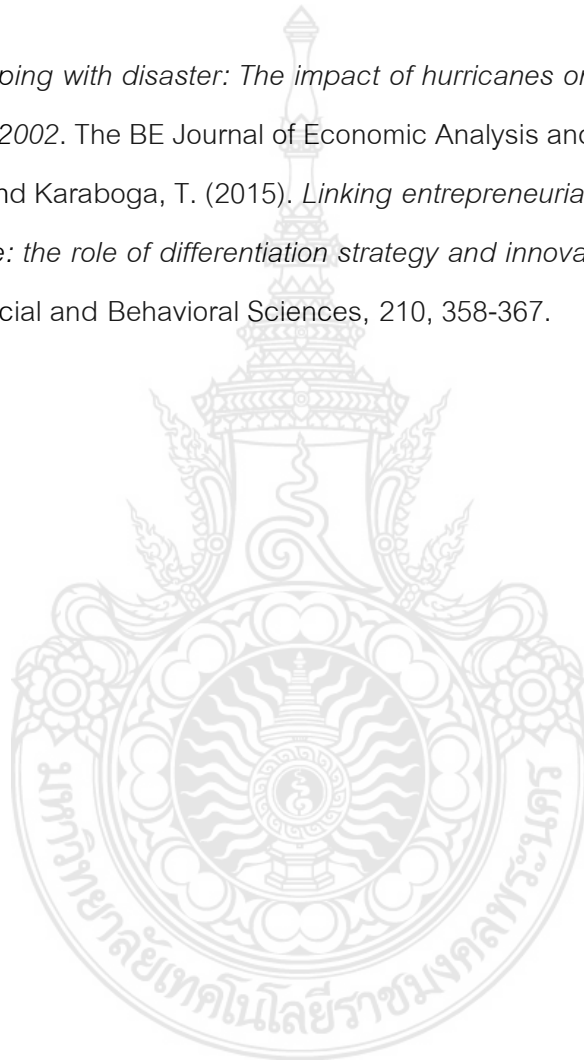 ping with disaster: The impact of hurricanes or
2002. The BE Journal of Economic Analysis and
nd Karaboga, T. (2015). Linking entrepreneuria
e: the role of differentiation strategy and innova
cial and Behavioral Sciences, 210, 358-367.
มหาวิทยาลัยเทคโนโลยีราชมงคลพระนคร